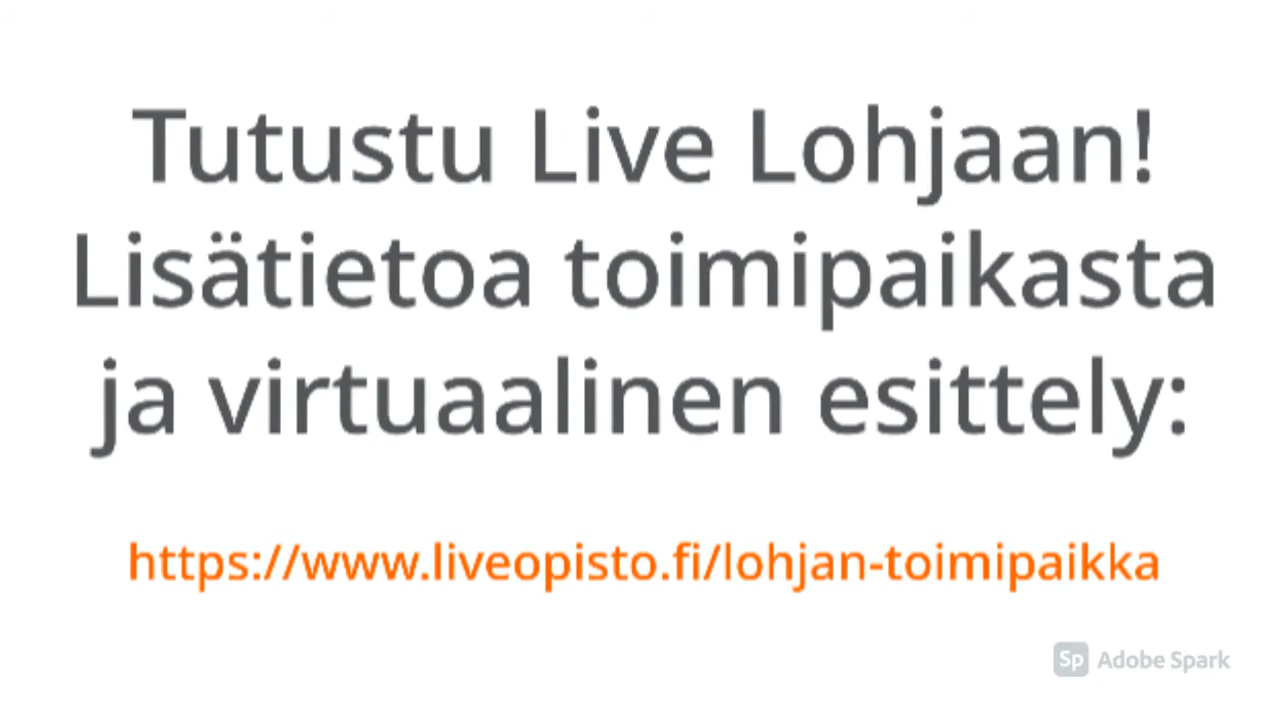 Tutustu Live Lohjaan!
Lisätietoa toimipaikasta
ja virtuaalinen esittely:
https://www.liveopisto.fi/lohjan-toimipaikka
Sp Adobe Spark